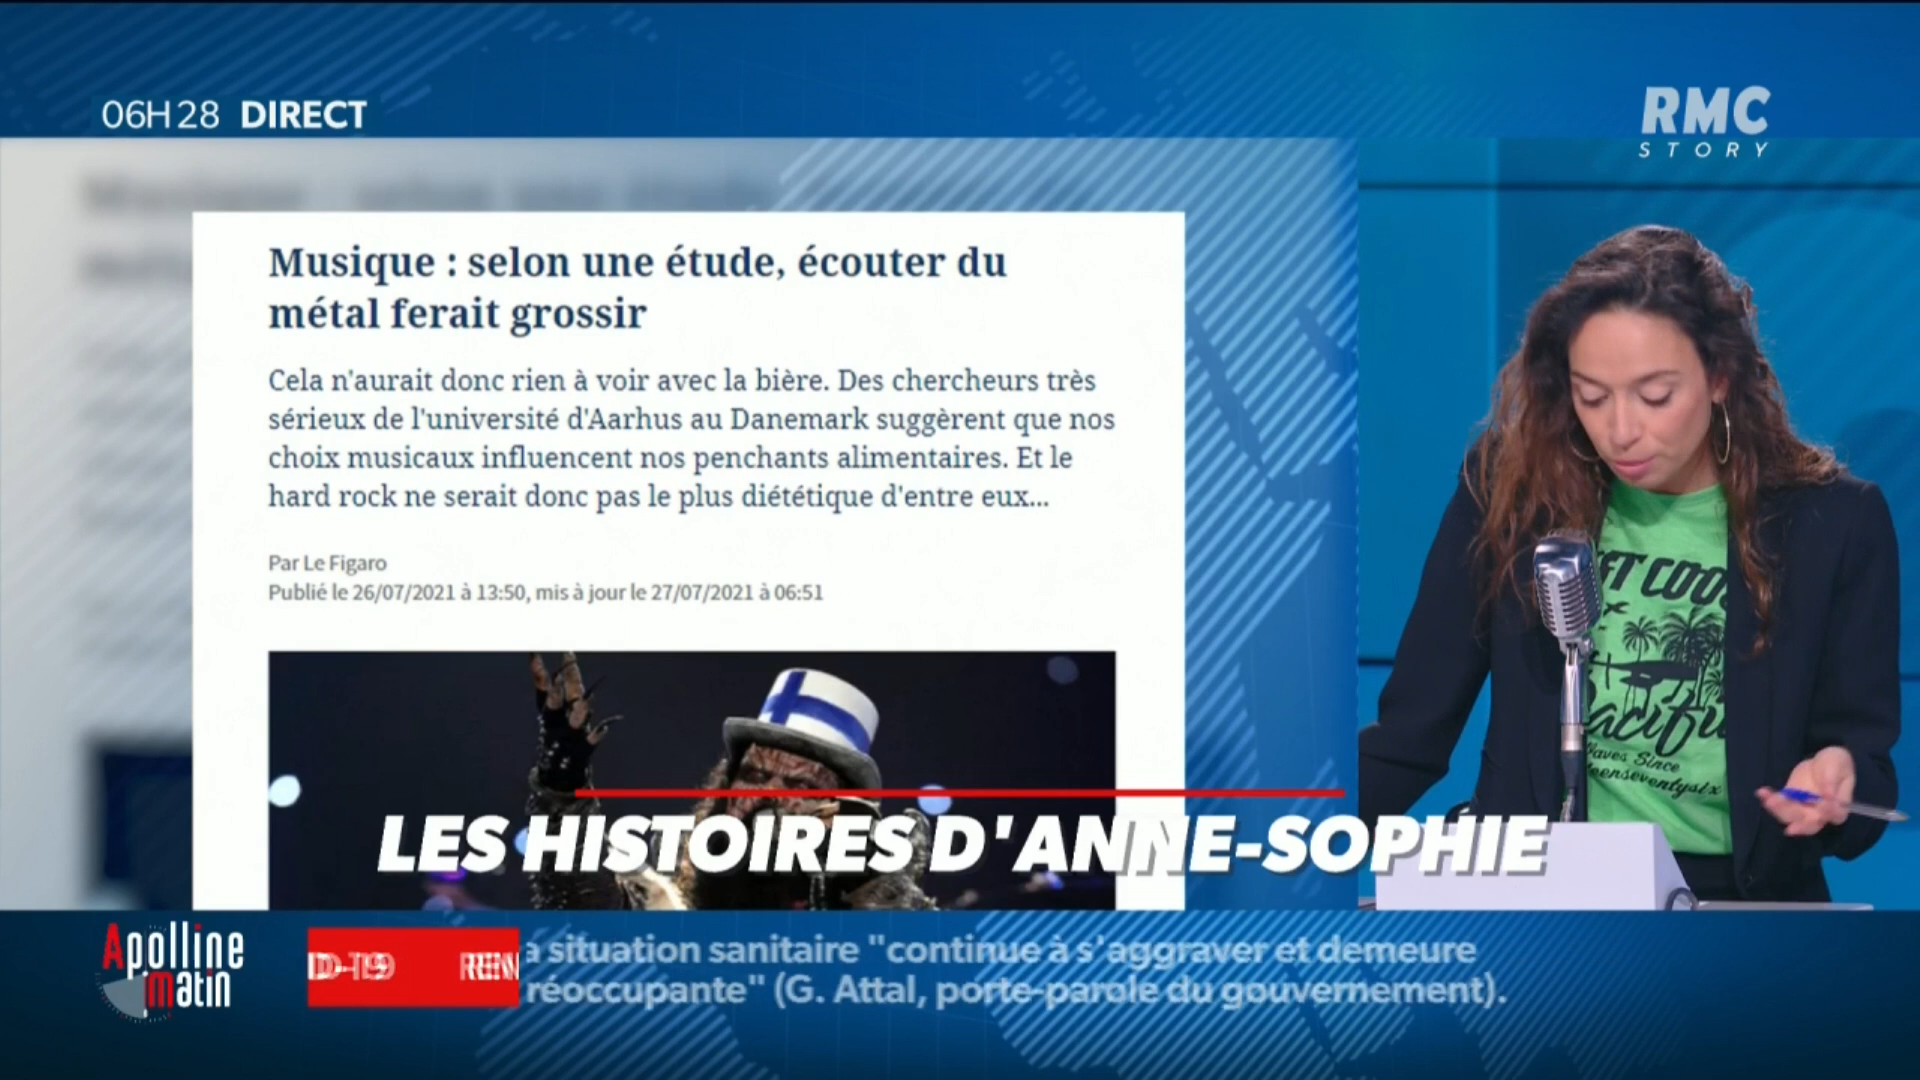 06H28 DIRECT
RMC
STORY
Musique : selon une étude, écouter du
métal ferait grossir
Cela n'aurait donc rien à voir avec la bière. Des chercheurs très
sérieux de l'université d'Aarhus au Danemark suggèrent que nos
choix musicaux influencent nos penchants alimentaires. Et le
hard rock ne serait donc pas le plus diététique d'entre eux...
Par Le Figaro
Publié le 26/07/2021 à 13:50, mis à jour le 27/07/2021 à 06:51
LES HISTOIRES D'ANNE-SOPHIE
Apolline
Matin
a situation sanitaire "continue à s'aggraver et demeure
réoccupante" (G. Attal, porte-parole du gouvernement).